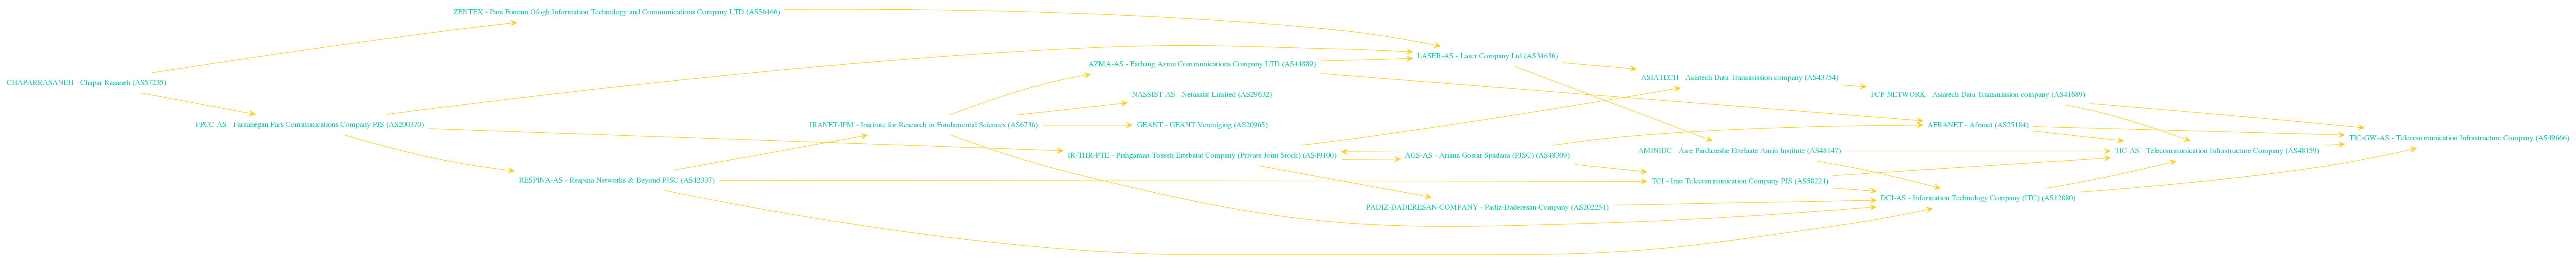 ZENTEX - Pars Fonoun Ofogh Information Technology and Communications Company LTD (AS56466)
LASER-AS - Laser Company Ltd (AS34636)
AZMA-AS - Farhang Azma Communications Company LTD (AS44889)
ASIATECH - Asiatech Data Transmission company (AS43754)
CHAPARRASANEH - Chapar Rasaneh (AS57235)
NASSIST-AS - Netassist Limited (AS29632)
FCP-NETWORK - Asiatech Data Transmission company (AS41689)
FPCC-AS - Farzanegan Pars Communications Company PJS (AS200370)
IRANET-IPM - Institute for Research in Fundamental Sciences (AS6736)
GEANT - GEANT Vereniging (AS20965)
AFRANET - Afranet (AS25184)
TIC-GW-AS - Telecommunication Infrastructure Company (AS49666)
IR-THR-PTE - Pishgaman Toseeh Ertebatat Company (Private Joint Stock) (AS49100)
AGS-AS - Ariana Gostar Spadana (PJSC) (AS48309)
AMINIDC - Asre Pardazeshe Ettelaate Amin Institute (AS48147)
TIC-AS - Telecommunication Infrastructure Company (AS48159)
RESPINA-AS - Respina Networks & Beyond PJSC (AS42337)
TCI - Iran Telecommunication Company PJS (AS58224)
DCI-AS - Information Technology Company (ITC) (AS12880)
PADIZ-DADERESAN-COMPANY - Padiz-Daderesan-Company (AS202251)